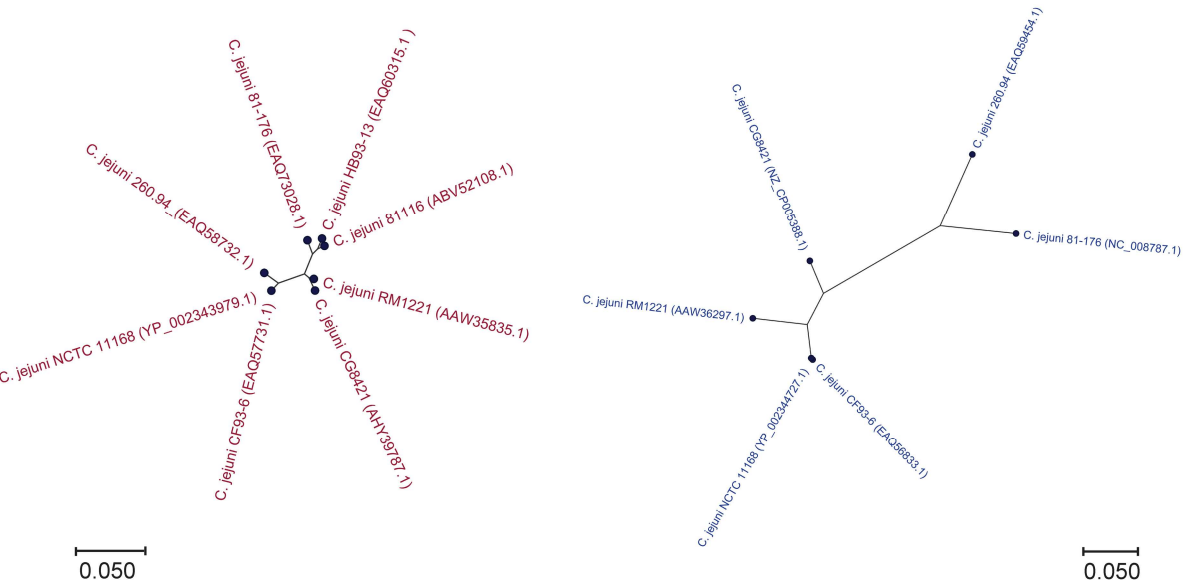 C. jejuni 81-176 (EAQ73028.1)
C. jejuni HB93-13 (EAQ60315.1 )
C. jejuni 260.94_(EAQ58732.1)
C. jejuni 81116 (ABV52108.1)
C. jejuni RM1221 (AAW35835.1)
C. jejuni NCTC 11168 (YP_002343979.1)
C. jejuni CF93-6 (EAQ57731.1)
C. jejuni CG8421 (AHY39787.1)
0.050
C. jejuni 260.94 (EAQ59454.1)
C. jejuni CG8421 (NZ_CP005388.1)
C. jejuni 81-176 (NC_008787.1)
C. jejuni RM1221 (AAW36297.1)
C. jejuni CF93-6 (EAQ56833.1)
C. jejuni NCTC 11168 (YP_002344727.1)
0.050